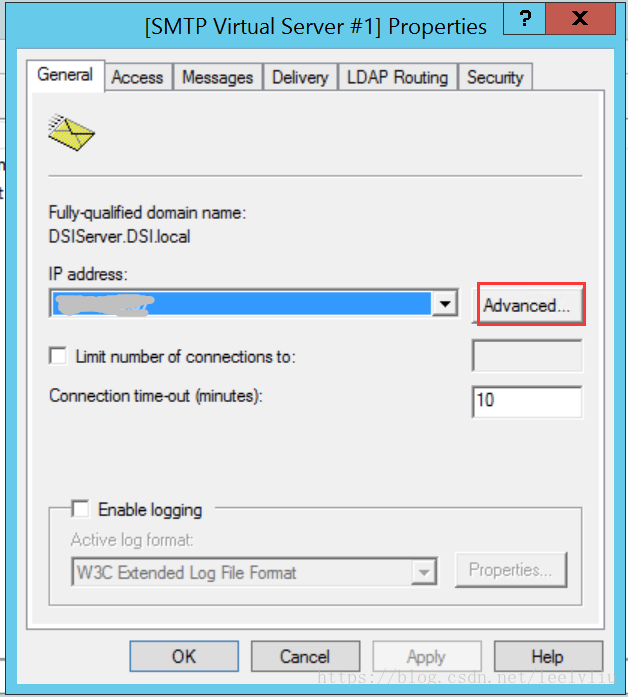 [SMTP Virtual Server #1] Properties
?
X
General Access Messages Delivery LDAP Routing Security
Fully-qualified domain name:
DSIServer.DSI.local
IP address:
Advanced...
Limit number of connections to:
Connection time-out (minutes):
10
Enable logging
Active log format:
W3C Extended Log File Format
Properties...
OK Cancel Apply Help
https://blog.csdn.net/leelyliu